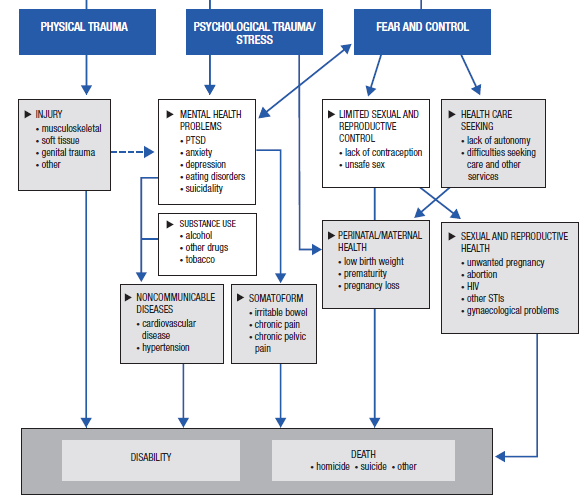 PHYSICAL TRAUMA
PSYCHOLOGICAL TRAUMA/
STRESS
FEAR AND CONTROL
INJURY
• musculoskeletal
• soft tissue
• genital trauma
• other
MENTAL HEALTH
PROBLEMS
• PTSD
• anxiety
• depression
• eating disorders
• suicidality
LIMITED SEXUAL AND
REPRODUCTIVE
CONTROL
• lack of contraception
• unsafe sex
HEALTH CARE
SEEKING
• lack of autonomy
• difficulties seeking
care and other
services
SUBSTANCE USE
• alcohol
• other drugs
• tobacco
PERINATAL/MATERNAL
HEALTH
• low birth weight
• prematurity
• pregnancy loss
SEXUAL AND REPRODUCTIVE
HEALTH
• unwanted pregnancy
• abortion
• HIV
• other STIs
• gynaecological problems
NONCOMMUNICABLE
DISEASES
• cardiovascular
disease
• hypertension
SOMATOFORM
• irritable bowel
• chronic pain
• chronic pelvic
pain
DISABILITY
DEATH
• homicide • suicide • other